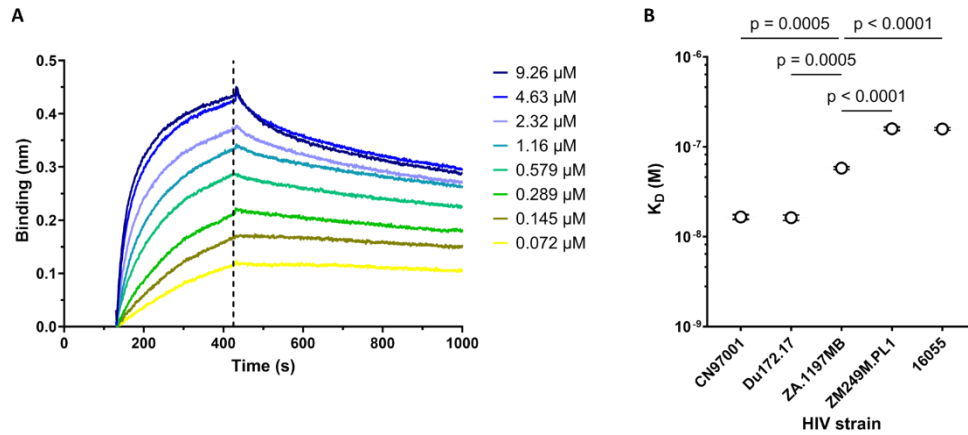 A
Binding (nm)
0.5
0.4
0.3
0.2
0.1
0.0
0
200
400
600
800
1000
Time (s)
9.26 µM
4.63 µM
2.32 µM
1.16 µM
0.579 µM
0.289 µM
0.145 µM
0.072 µM
B
p = 0.0005
p < 0.0001
p = 0.0005
p < 0.0001
K_D (M)
10^-6
10^-7
10^-8
10^-9
CN97001
Du172.17
ZA.1197MB
ZM249M.PL1
16055
HIV strain